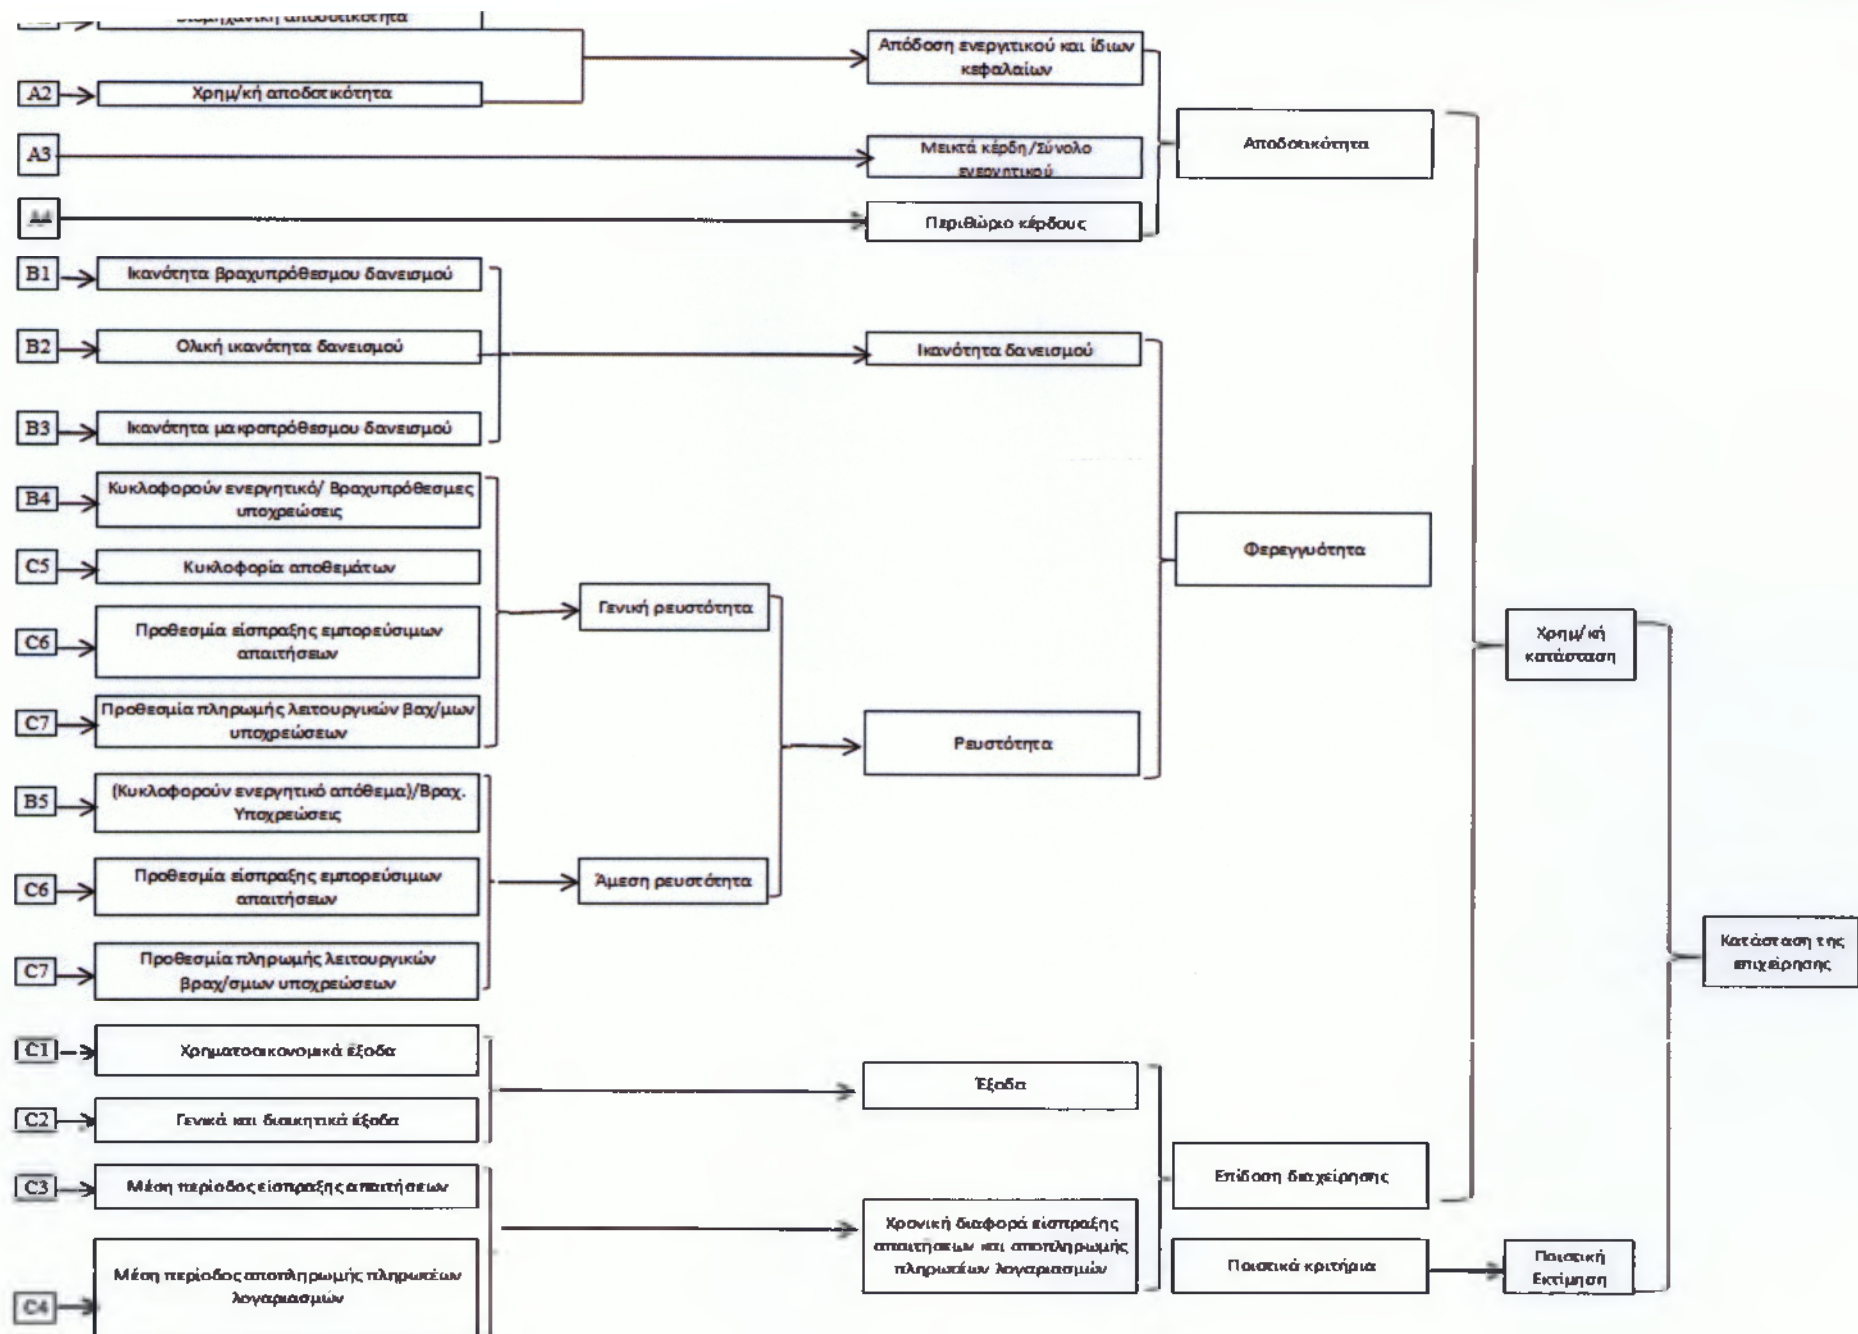 αποδοτικότητα
Απόδοση ενεργιτικού και ίδιων
κεφαλαίων
A2
Χρημ/κή αποδοτικότητα
Αποδοτικότητα
A3
Μεικτά κέρδη/Σύνολο
ενεργητικού
A4
Περιθώριο κέρδους
B1
Ικανότητα βραχυπρόθεσμου δανεισμού
B2
Ολική ικανότητα δανεισμού
Ικανότητα δανεισμού
B3
Ικανότητα μακροπρόθεσμου δανεισμού
B4
Κυκλοφορούν ενεργητικό/ Βραχυπρόθεσμες
υποχρεώσεις
Φερεγγυότητα
C5
Κυκλοφορία αποθεμάτων
Γενική ρευστότητα
C6
Προθεσμία είσπραξης εμπορεύσιμων
απαιτήσεων
Χρημ/κή
κατάσταση
C7
Προθεσμία πληρωμής λειτουργικών βαχ/μων
υποχρεώσεων
Ρευστότητα
B5
(Κυκλοφορούν ενεργητικό απόθεμα)/Βραχ.
Υποχρεώσεις
C6
Προθεσμία είσπραξης εμπορεύσιμων
απαιτήσεων
Άμεση ρευστότητα
C7
Προθεσμία πληρωμής λειτουργικών
βραχ/σμων υποχρεώσεων
Κατάσταση της
επιχείρησης
C1
Χρηματοοικονομικά έξοδα
Έξοδα
C2
Γενικά και διοικητικά έξοδα
C3
Μέση περίοδος είσπραξης απαιτήσεων
Επίδοση διαχείρησης
Χρονική διαφορά είσπραξης
απαιτήσεων και αποπληρωμής
πληρωτέων λογαριασμών
C4
Μέση περίοδος αποπληρωμής πληρωτέων
λογαριασμών
Ποιοτικά κριτήρια
Ποιοτική
Εκτίμηση